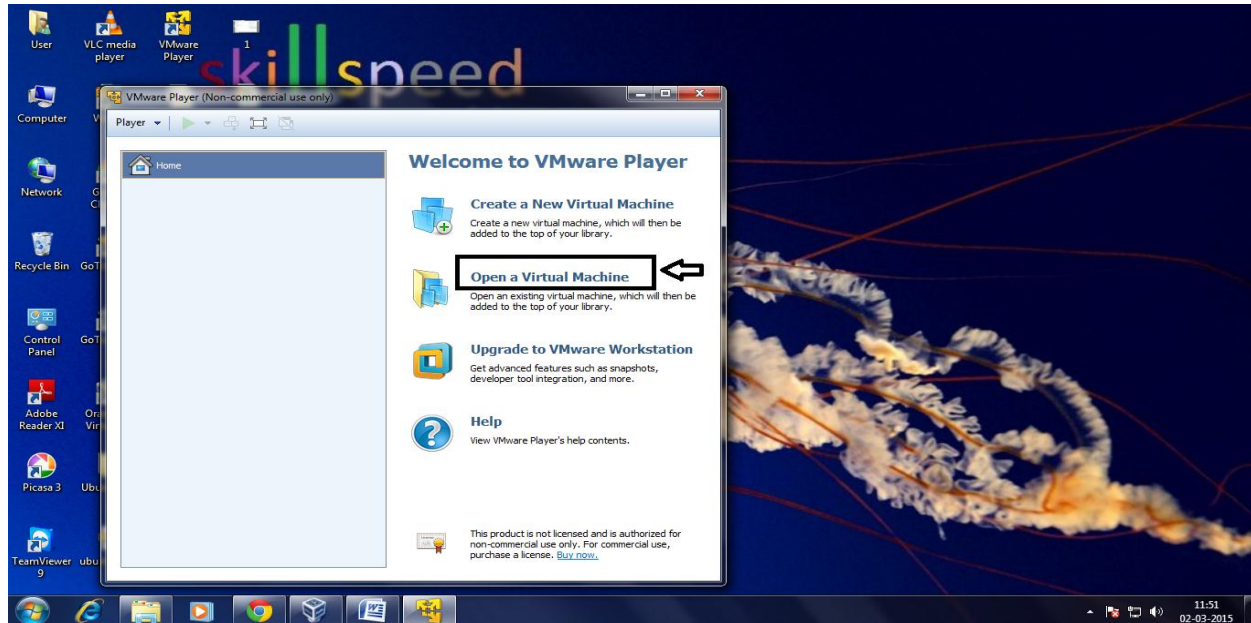 User
VLC media
player
VMware
Player
1
skillspeed
Computer
Network
Recycle Bin
Control
Panel
Adobe
Reader XI
Picasa 3
TeamViewer
9
VMware Player (Non-commercial use only)
Player
Home
Welcome to VMware Player
Create a New Virtual Machine
Create a new virtual machine, which will then be
added to the top of your library.
Open a Virtual Machine
Open an existing virtual machine, which will then be
added to the top of your library.
Upgrade to VMware Workstation
Get advanced features such as snapshots,
developer tool integration, and more.
Help
View VMware Player's help contents.
This product is not licensed and is authorized for
non-commercial use only. For commercial use,
purchase a license. Buy now.
11:51
02-03-2015